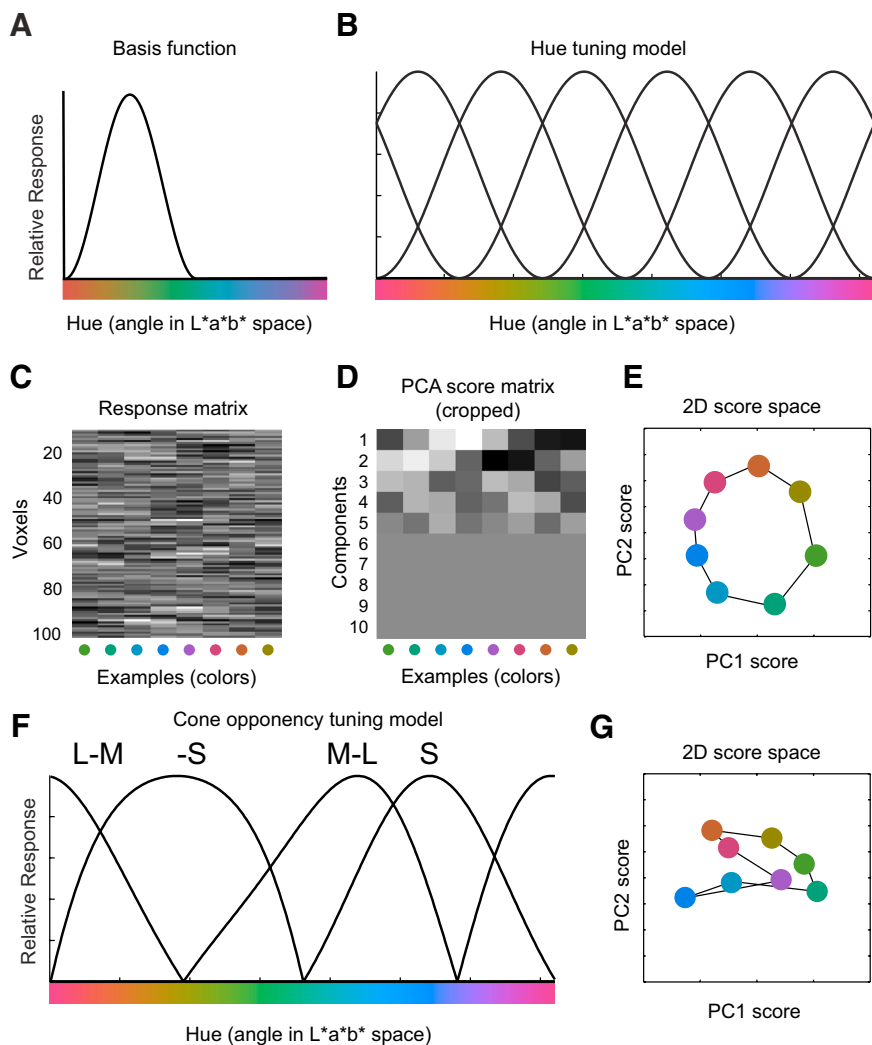 A
Basis function
Relative Response
Hue (angle in L*a*b* space)
B
Hue tuning model
Hue (angle in L*a*b* space)
C
Response matrix
Voxels
20
40
60
80
100
Examples (colors)
D
PCA score matrix
(cropped)
Components
1
2
3
4
5
6
7
8
9
10
Examples (colors)
E
2D score space
PC2 score
PC1 score
F
Cone opponency tuning model
L-M -S M-L S
Relative Response
Hue (angle in L*a*b* space)
G
2D score space
PC2 score
PC1 score